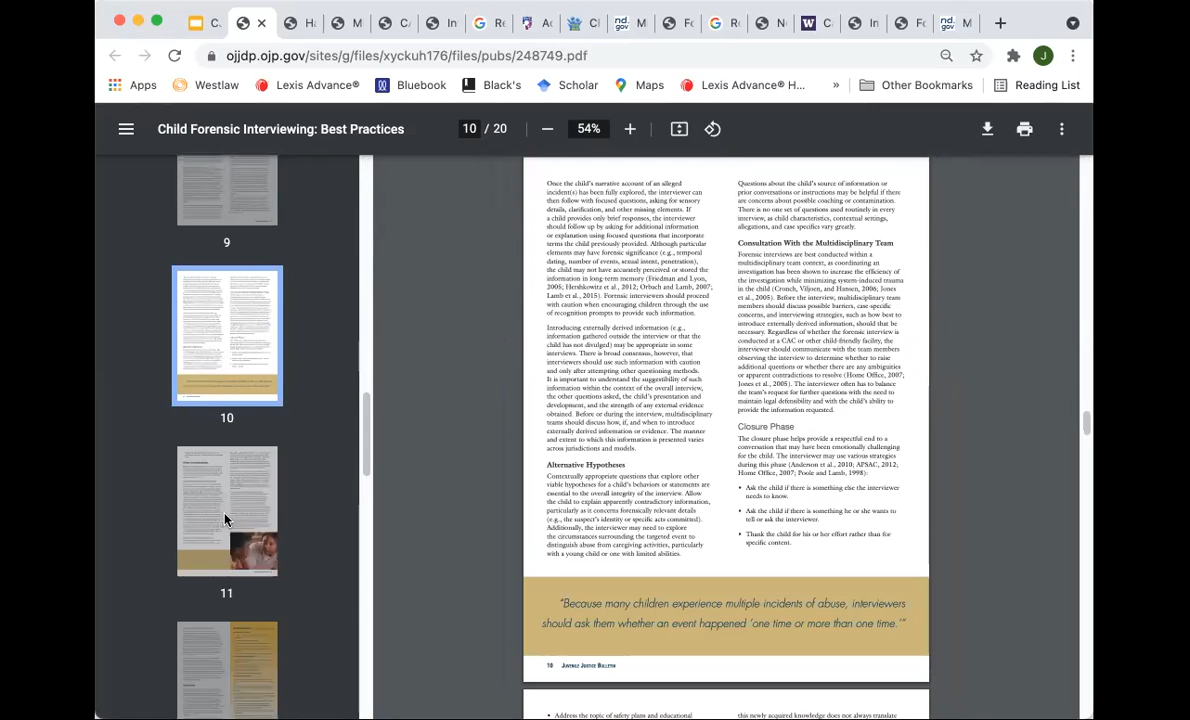 C.
H
M
C
In
Re
Ac
Cl
nd.
gov
M
Fo
Re
N
W
C
In
Fo
nd.
gov
M
ojjdp.ojp.gov/sites/g/files/xyckuh176/files/pubs/248749.pdf
J
Apps
Westlaw
Lexis Advance®
Bluebook
Black's
Scholar
Maps
Lexis Advance® H...
»
Other Bookmarks
Reading List
Child Forensic Interviewing: Best Practices
10 / 20
54%
9
10
11
Once the child's narrative account of an alleged
incident(s) has been fully explored, the interviewer can
then follow with focused questions, asking for sensory
details, clarification, and other missing elements. If
a child provides only brief responses, the interviewer
should follow up by asking for additional information
or explanation using focused questions that incorporate
terms the child previously provided. Although particular
elements may have forensic significance (e.g., temporal
dating, number of events, sexual intent, penetration),
the child may not have accurately perceived or stored the
information in long-term memory (Friedman and Lyon,
2005; Hershkowitz et al., 2012; Orbach and Lamb, 2007;
Lamb et al., 2015). Forensic interviewers should proceed
with caution when encouraging children through the use
of recognition prompts to provide such information.
Introducing externally derived information (e.g.,
information gathered outside the interview or that the
child has not divulged) may be appropriate in some
interviews. There is broad consensus, however, that
interviewers should use such information with caution
and only after attempting other questioning methods.
It is important to understand the suggestibility of such
information within the context of the overall interview,
the other questions asked, the child's presentation and
development, and the strength of any external evidence
obtained. Before or during the interview, multidisciplinary
teams should discuss how, if, and when to introduce
externally derived information or evidence. The manner
and extent to which this information is presented varies
across jurisdictions and models.
Alternative Hypotheses
Contextually appropriate questions that explore other
viable hypotheses for a child's behaviors or statements are
essential to the overall integrity of the interview. Allow
the child to explain apparently contradictory information,
particularly as it concerns forensically relevant details
(e.g., the suspect's identity or specific acts committed).
Additionally, the interviewer may need to explore
the circumstances surrounding the targeted event to
distinguish abuse from caregiving activities, particularly
with a young child or one with limited abilities.
Questions about the child's source of information or
prior conversations or instructions may be helpful if there
are concerns about possible coaching or contamination.
There is no one set of questions used routinely in every
interview, as child characteristics, contextual settings,
allegations, and case specifics vary greatly.
Consultation With the Multidisciplinary Team
Forensic interviews are best conducted within a
multidisciplinary team context, as coordinating an
investigation has been shown to increase the efficiency of
the investigation while minimizing system-induced trauma
in the child (Cronch, Viljoen, and Hansen, 2006; Jones
et al., 2005). Before the interview, multidisciplinary team
members should discuss possible barriers, case specific
concerns, and interviewing strategies, such as how best to
introduce externally derived information, should that be
necessary. Regardless of whether the forensic interview is
conducted at a CAC or other child-friendly facility, the
interviewer should communicate with the team members
observing the interview to determine whether to raise
additional questions or whether there are any ambiguities
or apparent contradictions to resolve (Home Office, 2007;
Jones et al., 2005). The interviewer often has to balance
the team's request for further questions with the need to
maintain legal defensibility and with the child's ability to
provide the information requested.
Closure Phase
The closure phase helps provide a respectful end to a
conversation that may have been emotionally challenging
for the child. The interviewer may use various strategies
during this phase (Anderson et al., 2010; APSAC, 2012;
Home Office, 2007; Poole and Lamb, 1998):
• Ask the child if there is something else the interviewer
needs to know.
• Ask the child if there is something he or she wants to
tell or ask the interviewer.
• Thank the child for his or her effort rather than for
specific content.
"Because many children experience multiple incidents of abuse, interviewers
should ask them whether an event happened 'one time or more than one time.'"
10 Juvenile Justice Bulletin
• Address the topic of safety plans and educational
this newly acquired knowledge does not always translate